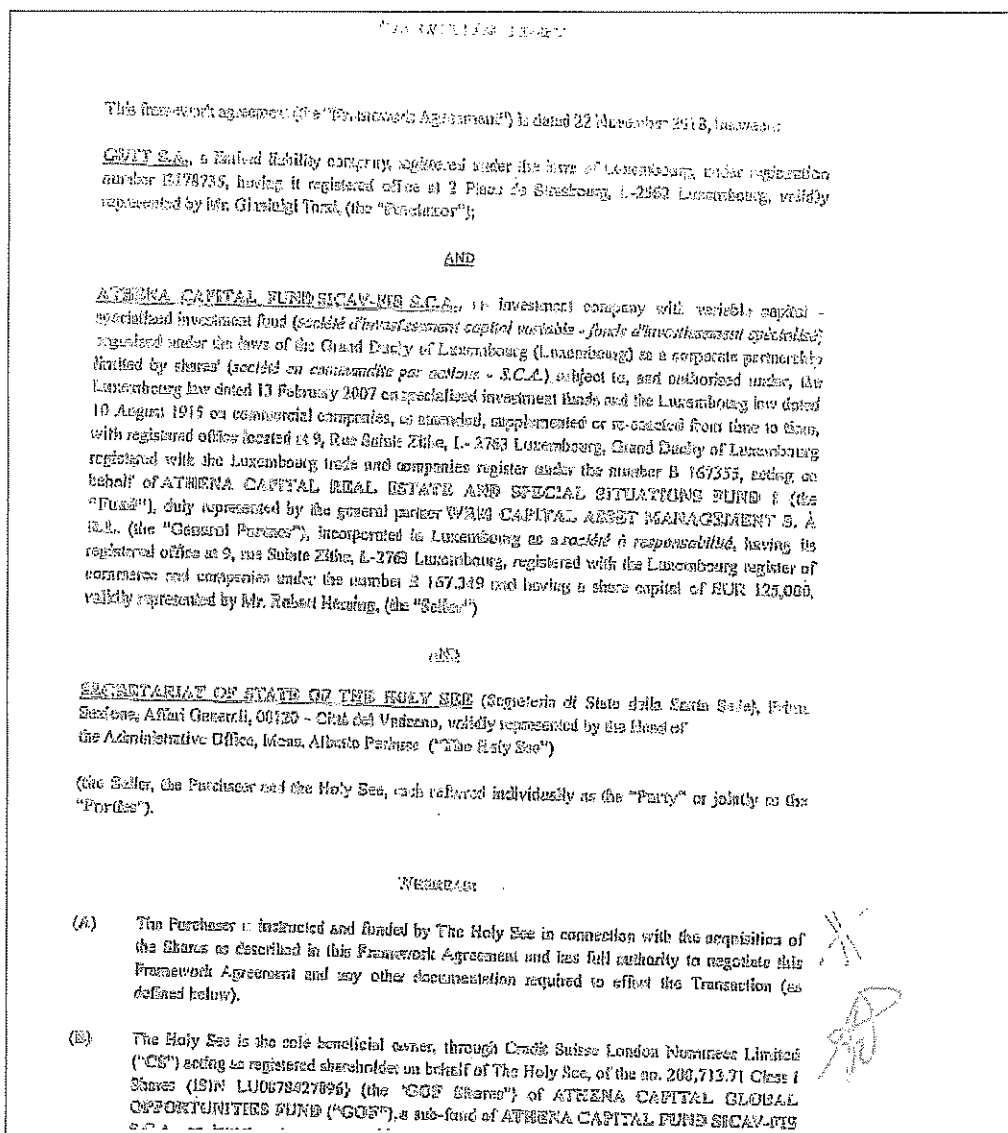 This framework agreement (the "Framework Agreement") is dated 22 November 2018, between:
GUTT S.A., a limited liability company, registered under the laws of Luxembourg, under registration
number B178735, having it registered office at 2 Place de Strasbourg, L-2562 Luxembourg, validly
represented by Mr. Gianluigi Torzi, (the "Purchaser");
AND
ATHENA CAPITAL FUND SICAV-FIS S.C.A., an investment company with variable capital -
specialised investment fund (société d'investissement capital variable - fonds d'investissement spécialisé)
organised under the laws of the Grand Duchy of Luxembourg (Luxembourg) as a corporate partnership
limited by shares' (société en commandite par actions - S.C.A.) subject to, and authorised under, the
Luxembourg law dated 13 February 2007 on specialised investment funds and the Luxembourg law dated
10 August 1915 on commercial companies, as amended, supplemented or re-enacted from time to time,
with registered office located at 9, Rue Sainte Zithe, L- 2763 Luxembourg, Grand Duchy of Luxembourg
registered with the Luxembourg trade and companies register under the number B 167355, acting on
behalf of ATHENA CAPITAL REAL ESTATE AND SPECIAL SITUATIONS FUND 1 (the
"Fund"), duly represented by the general partner WRM CAPITAL ASSET MANAGEMENT S. À
R.L. (the "General Partner"), incorporated in Luxembourg as a société à responsabilité, having its
registered office at 9, rue Sainte Zithe, L-2763 Luxembourg, registered with the Luxembourg register of
commerce and companies under the number B 167.349 and having a share capital of EUR 125,000,
validly represented by Mr. Robert (the "Seller")
AND
SECRETARIAT OF STATE OF THE HOLY SEE (Segreteria di Stato della Santa Sede), Prima
Sezione, Affari Generali, 00120 - Città del Vaticano, validly represented by the Head of
the Administrative Office, Mons. Alberto Perlasca ("The Holy See")
(the Seller, the Purchaser and the Holy See, each referred individually as the "Party" or jointly as the
"Parties").
WHEREAS:
(A) The Purchaser is instructed and funded by The Holy See in connection with the acquisition of
the Shares as described in this Framework Agreement and has full authority to negotiate this
Framework Agreement and any other documentation required to effect the Transaction (as
defined below).
(B) The Holy See is the sole beneficial owner, through Credit Suisse London Nominees Limited
("CS") acting as registered shareholder on behalf of The Holy See, of the no. 200,713.71 Class I
Shares (ISIN LU0678427896) (the "GOF Shares") of ATHENA CAPITAL GLOBAL
OPPORTUNITIES FUND ("GOF"), a sub-fund of ATHENA CAPITAL FUND SICAV-FIS